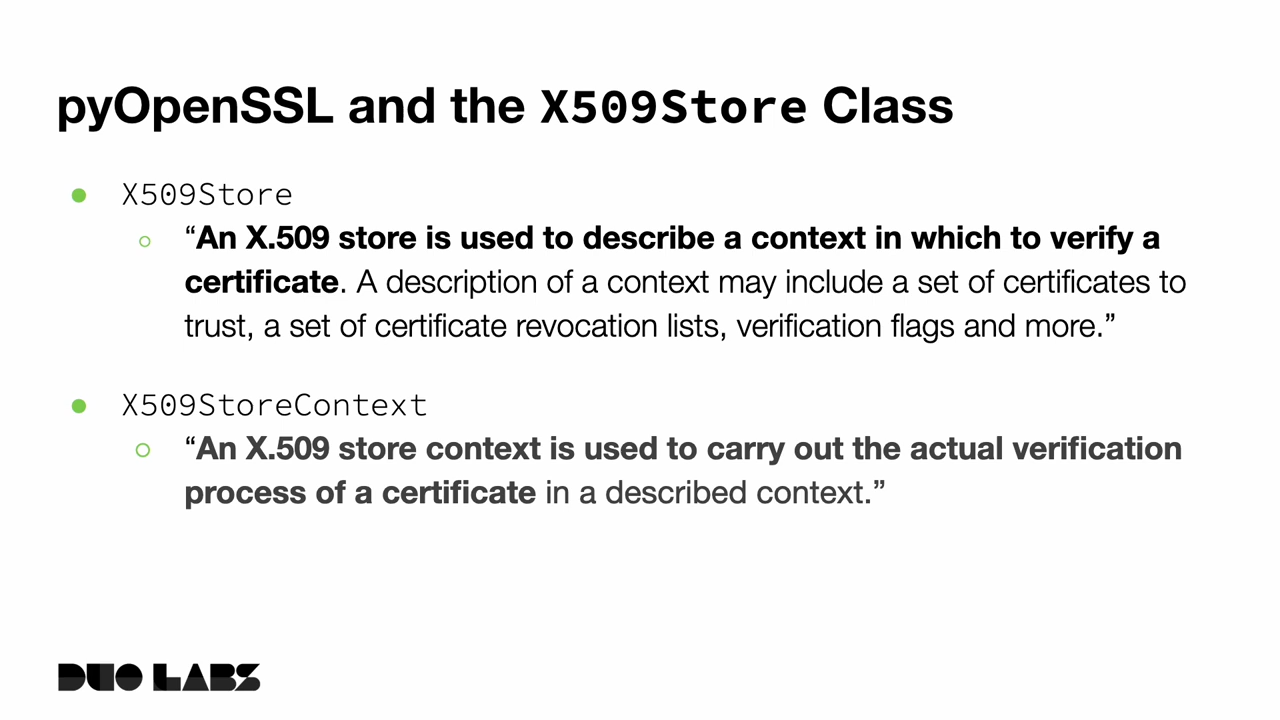 pyOpenSSL and the X509Store Class
X509Store
“An X.509 store is used to describe a context in which to verify a
certificate. A description of a context may include a set of certificates to
trust, a set of certificate revocation lists, verification flags and more.”
X509StoreContext
“An X.509 store context is used to carry out the actual verification
process of a certificate in a described context.”
DUO LABS